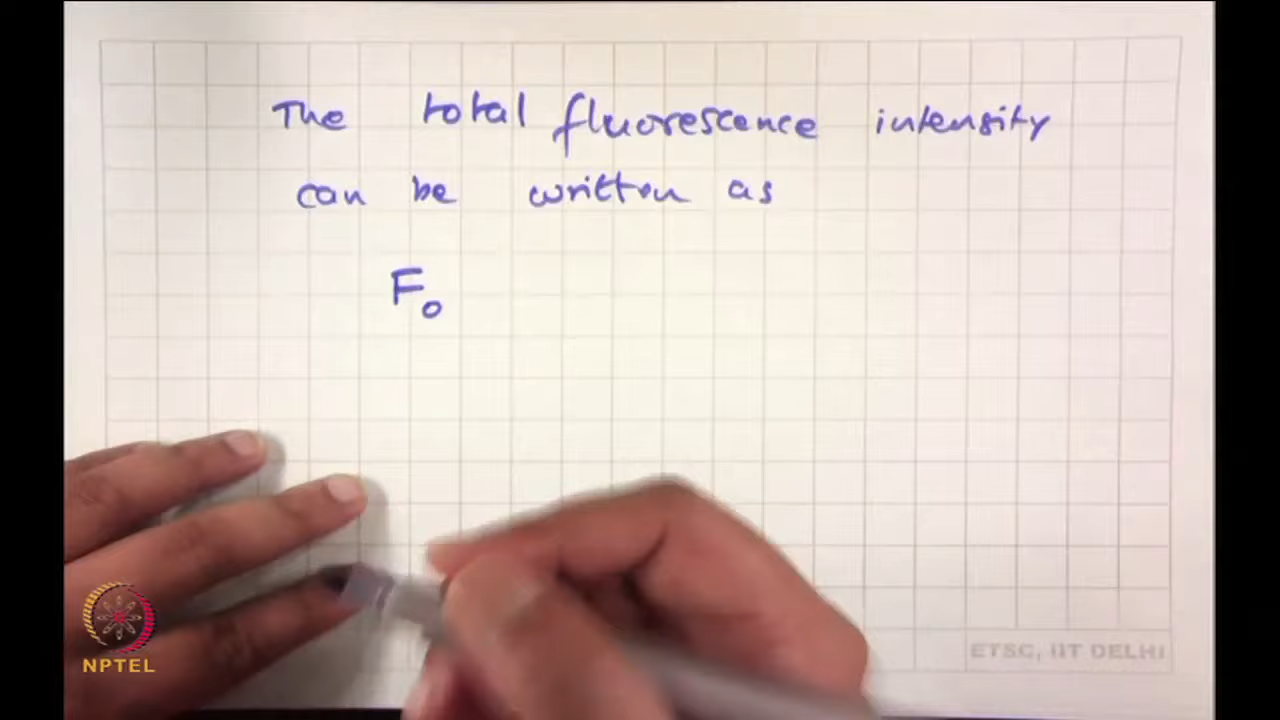 The total fluorescence intensity
can be written as
F₀
NPTEL
ETSC, IIT DELHI